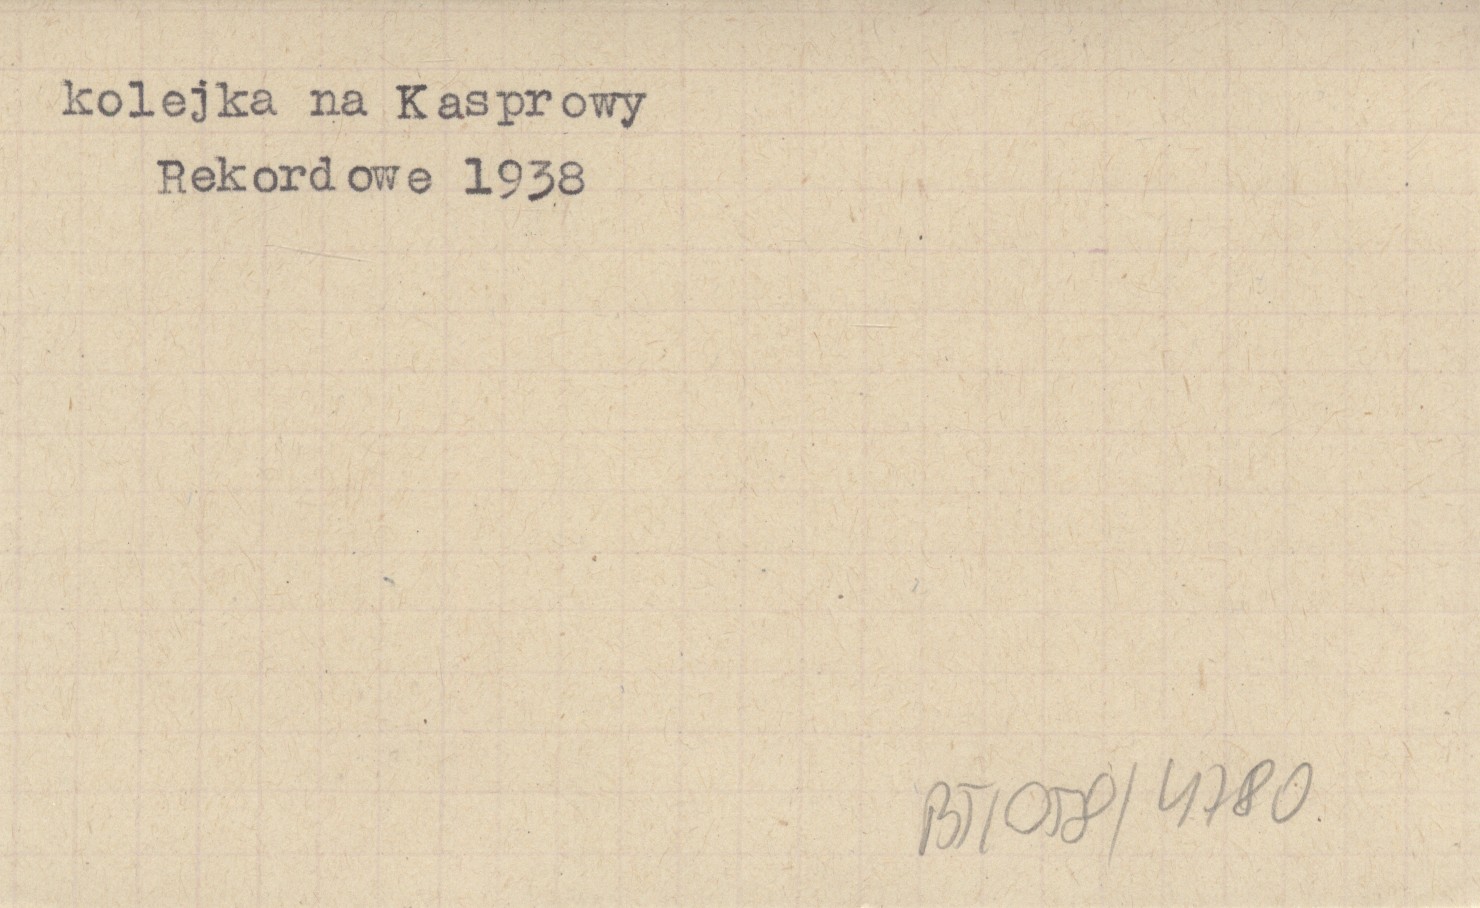 kolejka na Kasprowy
Rekordowe 1938
BT/058/4780